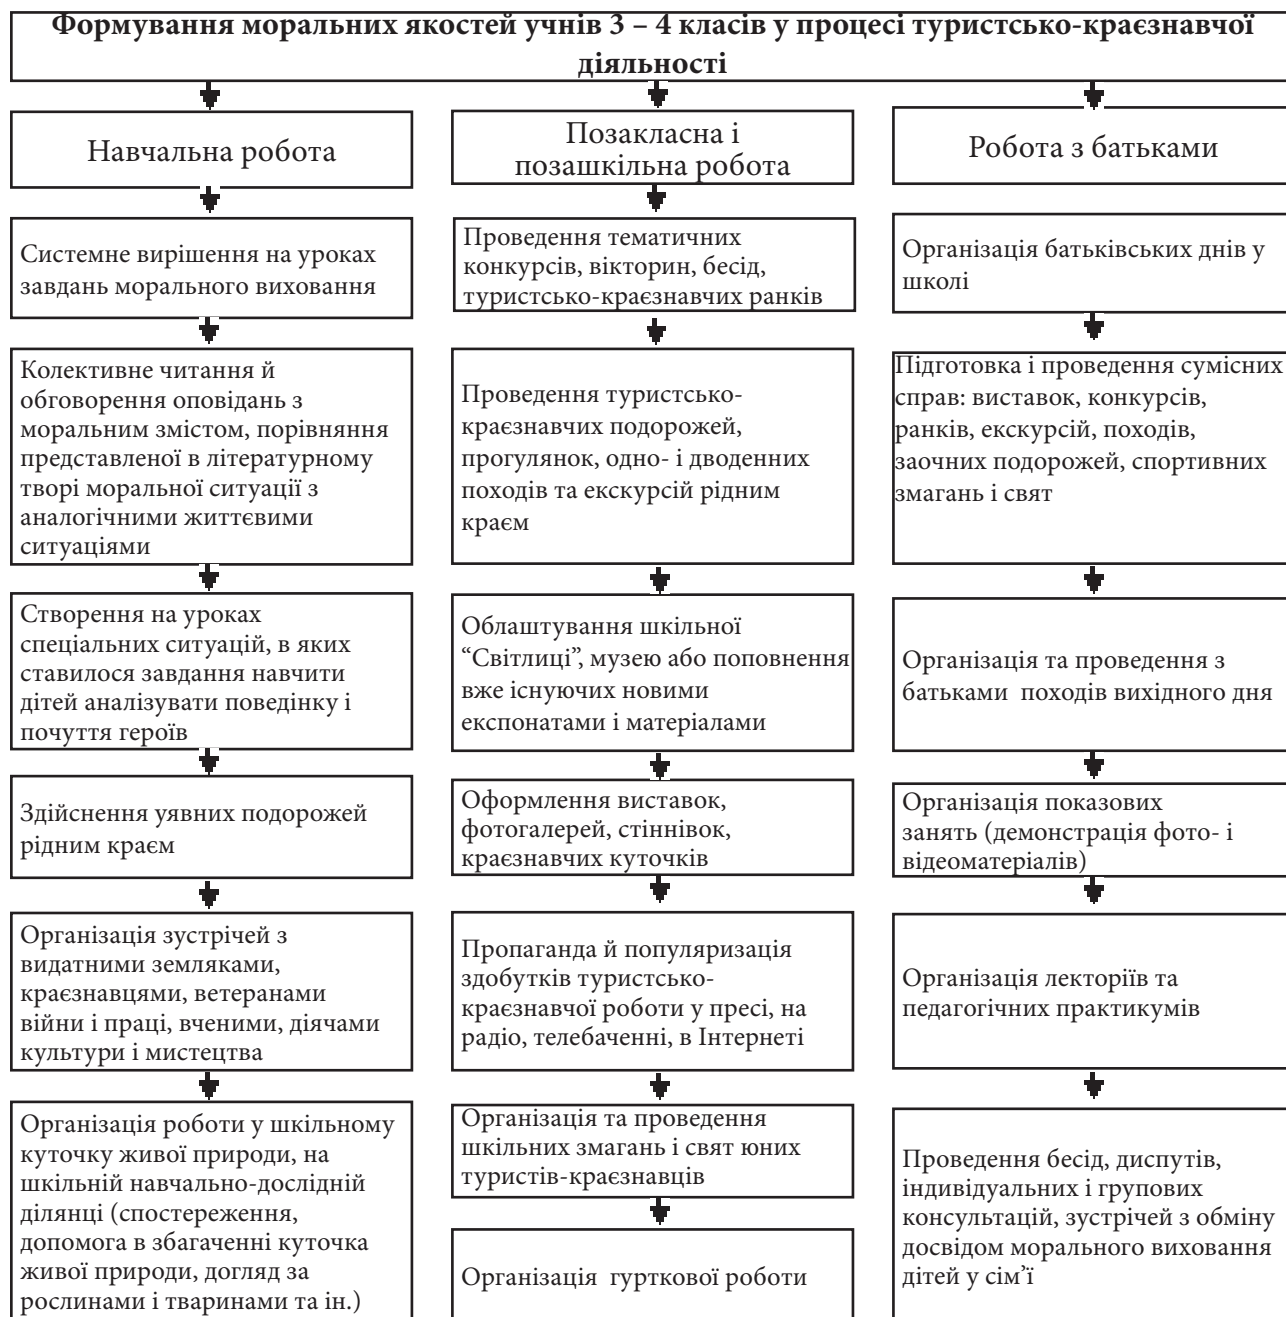 Формування моральних якостей учнів 3 – 4 класів у процесі туристсько-краєзнавчої
діяльності
Навчальна робота
Системне вирішення на уроках
завдань морального виховання
Колективне читання й
обговорення оповідань з
моральним змістом, порівняння
представленої в літературному
творі моральної ситуації з
аналогічними життєвими
ситуаціями
Створення на уроках
спеціальних ситуацій, в яких
ставилося завдання навчити
дітей аналізувати поведінку і
почуття героїв
Здійснення уявних подорожей
рідним краєм
Організація зустрічей з
видатними земляками,
краєзнавцями, ветеранами
війни і праці, вченими, діячами
культури і мистецтва
Організація роботи у шкільному
куточку живої природи, на
шкільній навчально-дослідній
ділянці (спостереження,
допомога в збагаченні куточка
живої природи, догляд за
рослинами і тваринами та ін.)
Позакласна і
позашкільна робота
Проведення тематичних
конкурсів, вікторин, бесід,
туристсько-краєзнавчих ранків
Проведення туристсько-
краєзнавчих подорожей,
прогулянок, одно- і дводенних
походів та екскурсій рідним
краєм
Облаштування шкільної
“Світлиці”, музею або поповнення
вже існуючих новими
експонатами і матеріалами
Оформлення виставок,
фотогалерей, стіннівок,
краєзнавчих куточків
Пропаганда й популяризація
здобутків туристсько-
краєзнавчої роботи у пресі, на
радіо, телебаченні, в Інтернеті
Організація та проведення
шкільних змагань і свят юних
туристів-краєзнавців
Організація гурткової роботи
Робота з батьками
Організація батьківських днів у
школі
Підготовка і проведення сумісних
справ: виставок, конкурсів,
ранків, екскурсій, походів,
заочних подорожей, спортивних
змагань і свят
Організація та проведення з
батьками походів вихідного дня
Організація показових
занять (демонстрація фото- і
відеоматеріалів)
Організація лекторіїв та
педагогічних практикумів
Проведення бесід, диспутів,
індивідуальних і групових
консультацій, зустрічей з обміну
досвідом морального виховання
дітей у сім’ї